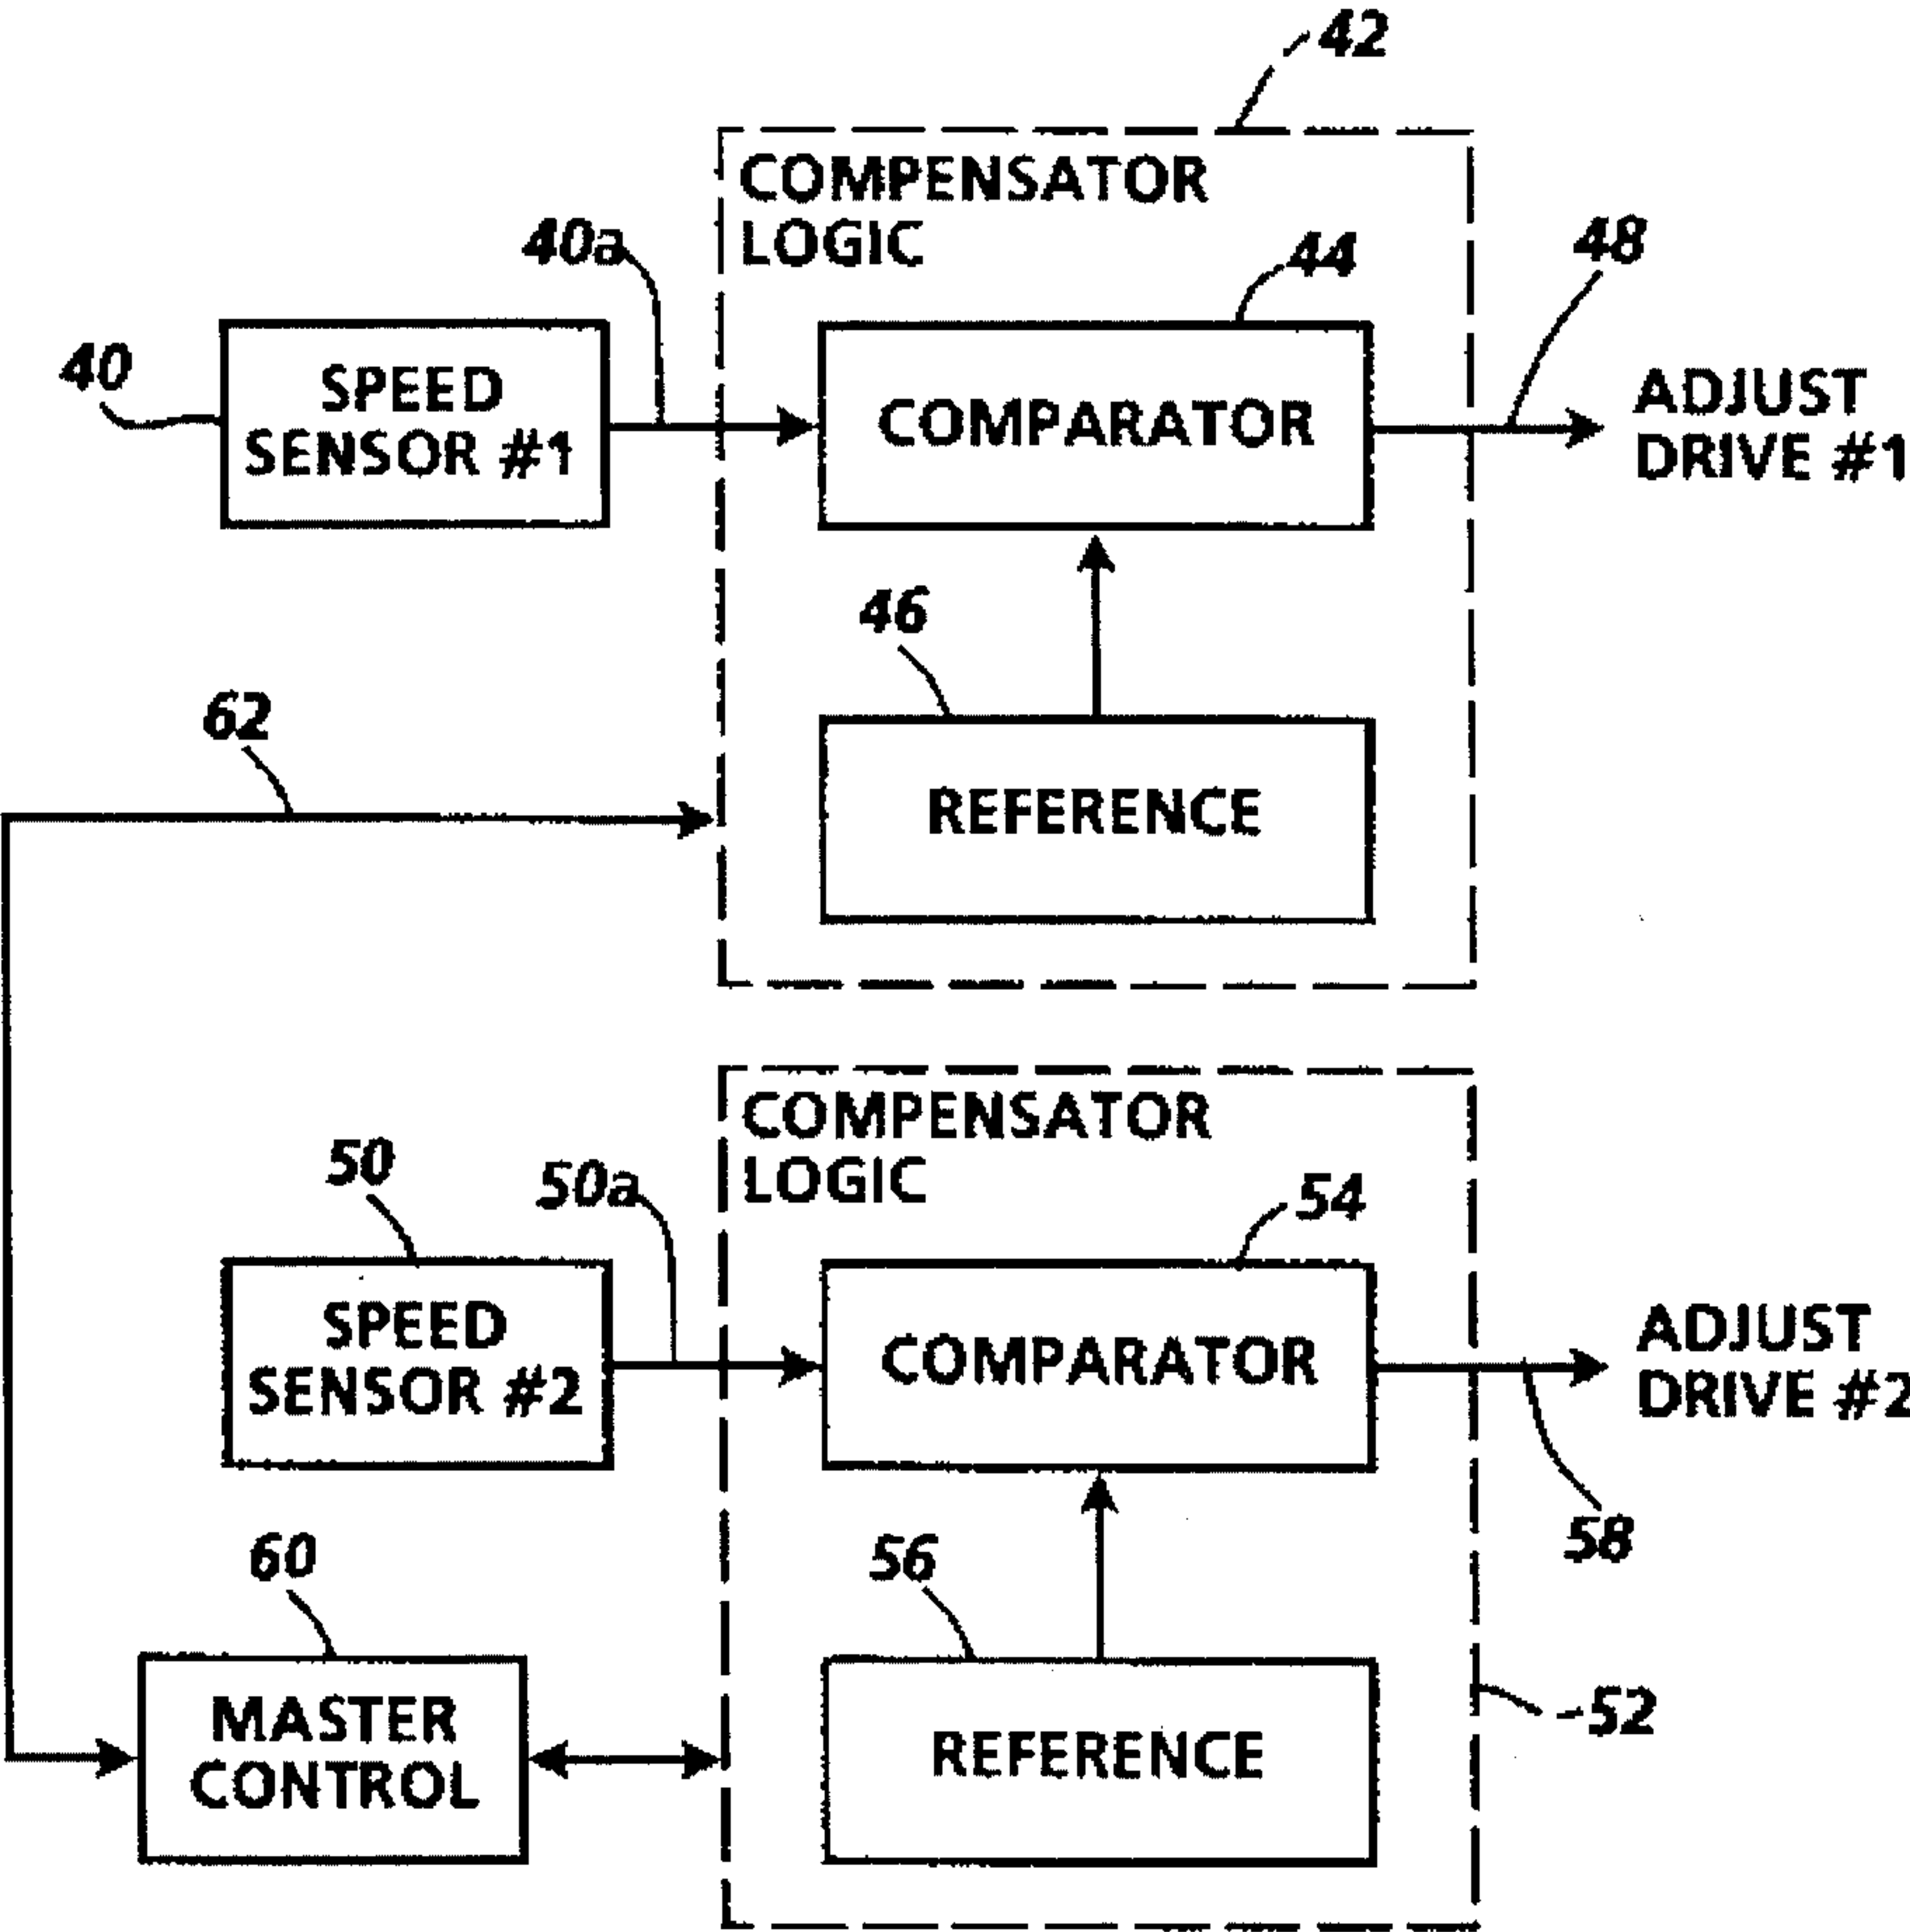 42
COMPENSATOR
LOGIC
40a
44
48
40
SPEED
SENSOR #1
COMPARATOR
ADJUST
DRIVE #1
46
62
REFERENCE
COMPENSATOR
LOGIC
50
50a
54
SPEED
SENSOR #2
COMPARATOR
ADJUST
DRIVE #2
60
56
58
MASTER
CONTROL
REFERENCE
52